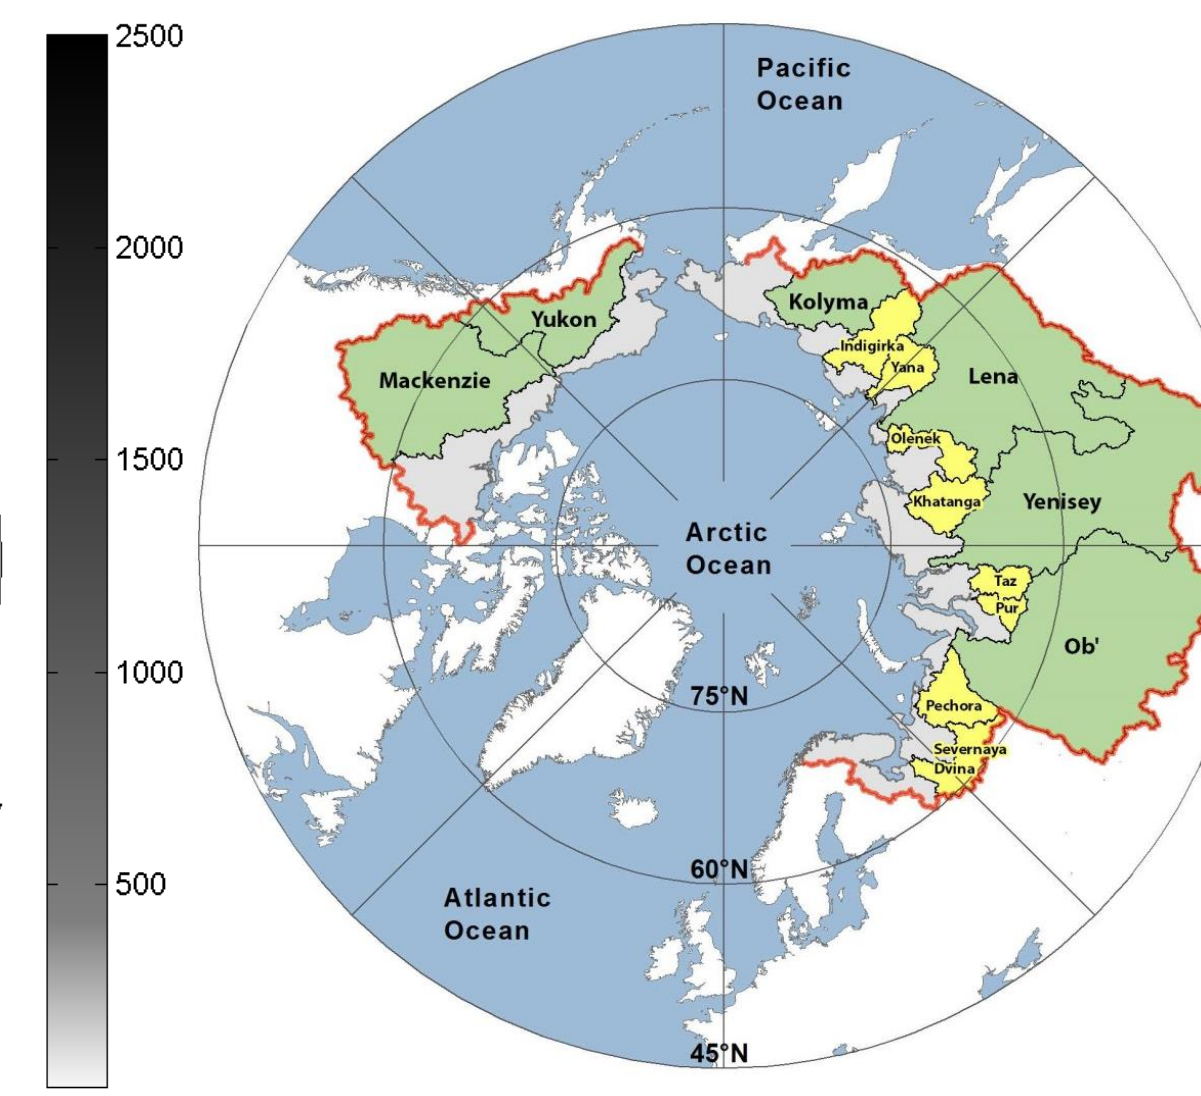 2500
2000
1500
1000
500
Pacific
Ocean
Kolyma
Yukon
Indigirka
Yana
Mackenzie
Lena
Olenek
Khatanga
Yenisey
Arctic
Ocean
Taz
Pur
Ob'
75°N
Pechora
Severnaya
Dvina
60°N
Atlantic
Ocean
45°N